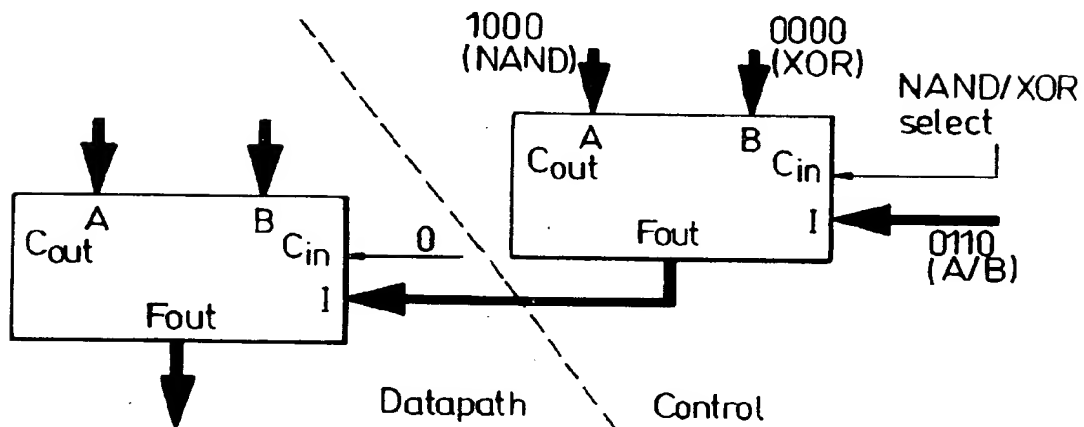 1000
(NAND)
0000
(XOR)
NAND/XOR
select
A
B
Cout
Cin
I
Fout
0110
(A/B)
A
B
Cout
Cin
0
I
Fout
Datapath
Control